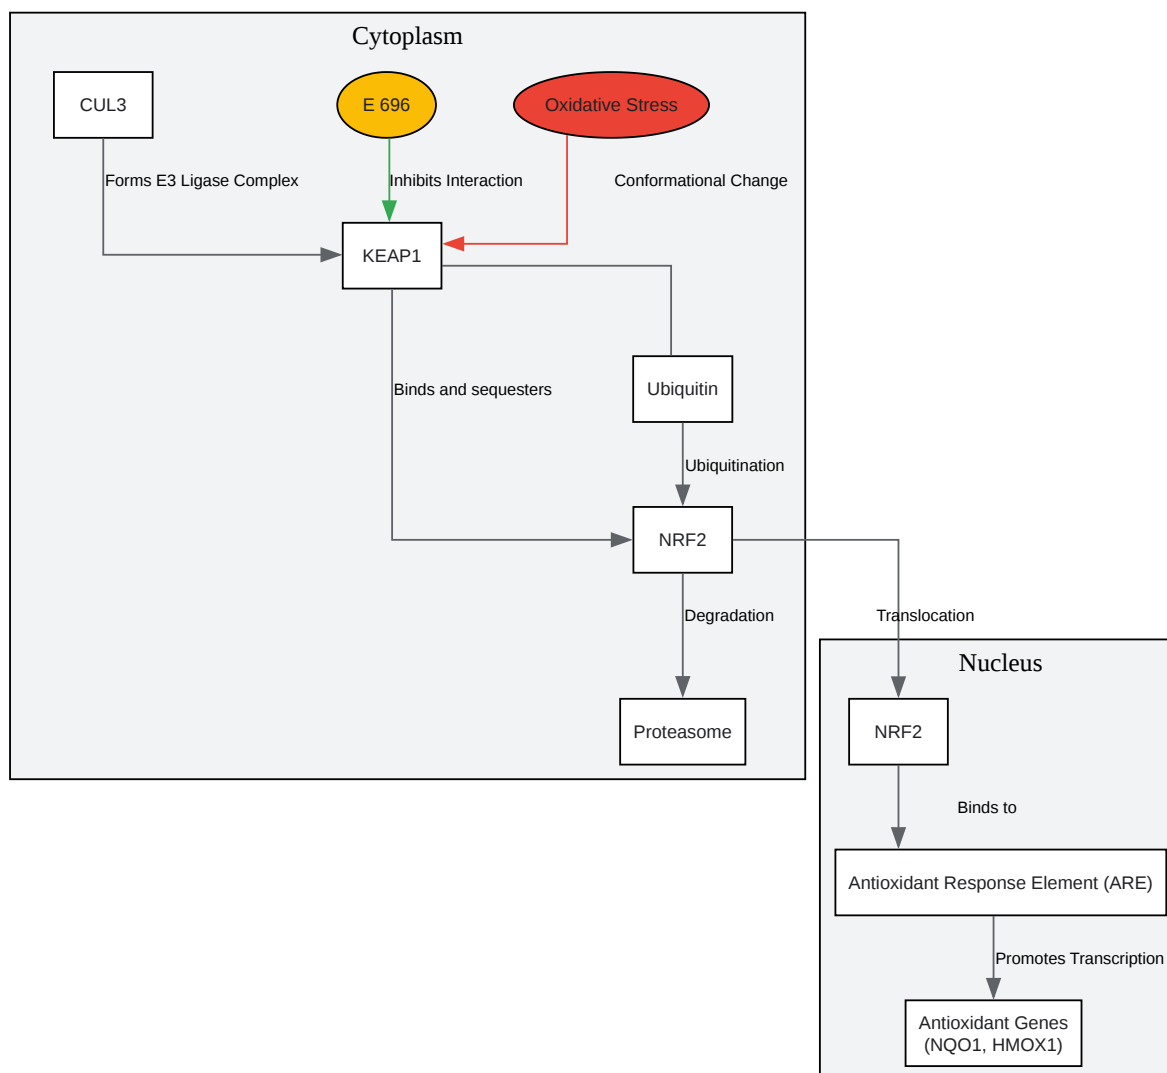 Cytoplasm
CUL3
E 696
Oxidative Stress
Forms E3 Ligase Complex
Inhibits Interaction
Conformational Change
KEAP1
Binds and sequesters
Ubiquitin
Ubiquitination
NRF2
Degradation
Translocation
Nucleus
Proteasome
NRF2
Binds to
Antioxidant Response Element (ARE)
Promotes Transcription
Antioxidant Genes
(NQO1, HMOX1)